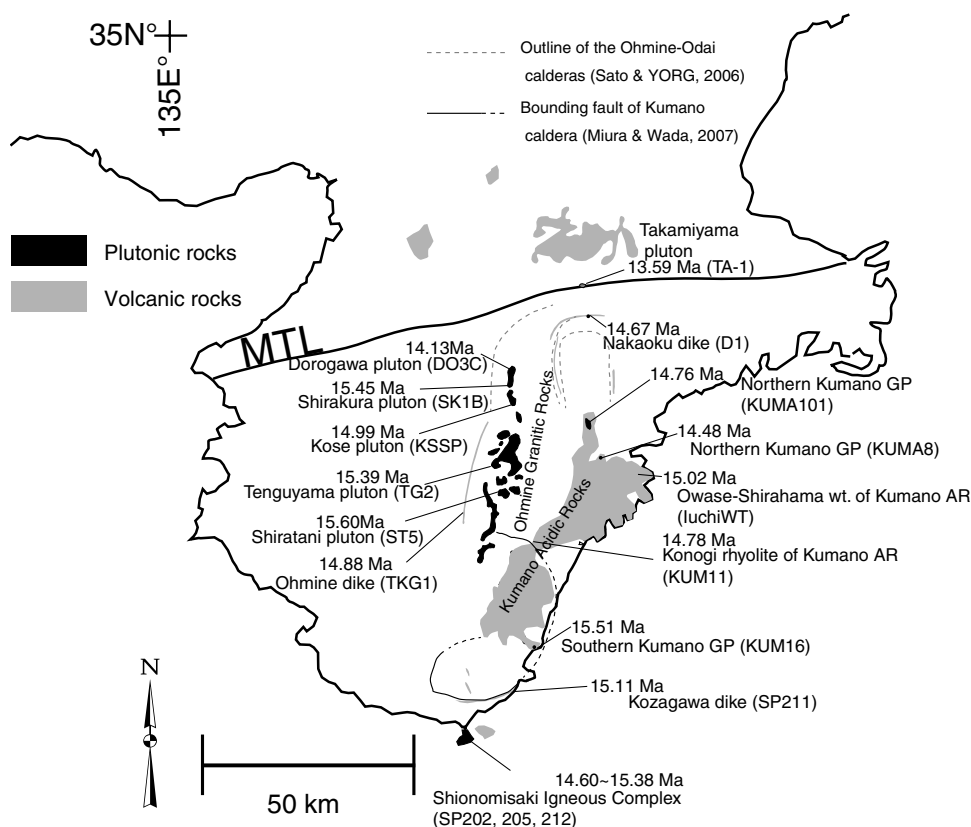 35N°
135E°
Outline of the Ohmine-Odai
calderas (Sato & YORG, 2006)
Bounding fault of Kumano
caldera (Miura & Wada, 2007)
Plutonic rocks
Volcanic rocks
Takamiyama
pluton
13.59 Ma (TA-1)
MTL
14.67 Ma
Nakaoku dike (D1)
14.13Ma
Dorogawa pluton (DO3C)
15.45 Ma
Shirakura pluton (SK1B)
14.99 Ma
Kose pluton (KSSP)
15.39 Ma
Tenguyama pluton (TG2)
15.60Ma
Shiratani pluton (ST5)
14.88 Ma
Ohmine dike (TKG1)
Ohmine Granitic Rocks
Kumano Acidic Rocks
14.76 Ma
Northern Kumano GP
(KUMA101)
14.48 Ma
Northern Kumano GP (KUMA8)
15.02 Ma
Owase-Shirahama wt. of Kumano AR
(IuchiWT)
14.78 Ma
Konogi rhyolite of Kumano AR
(KUM11)
15.51 Ma
Southern Kumano GP (KUM16)
15.11 Ma
Kozagawa dike (SP211)
N
50 km
14.60~15.38 Ma
Shionomisaki Igneous Complex
(SP202, 205, 212)